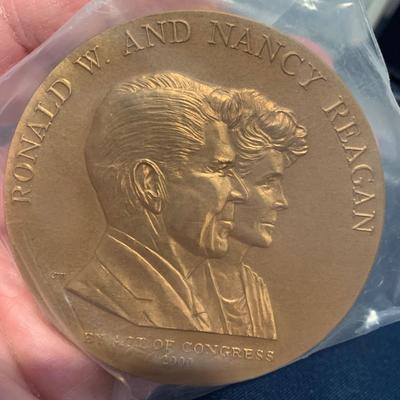 RONALD W. AND NANCY REAGAN
BY ACT OF CONGRESS
2000